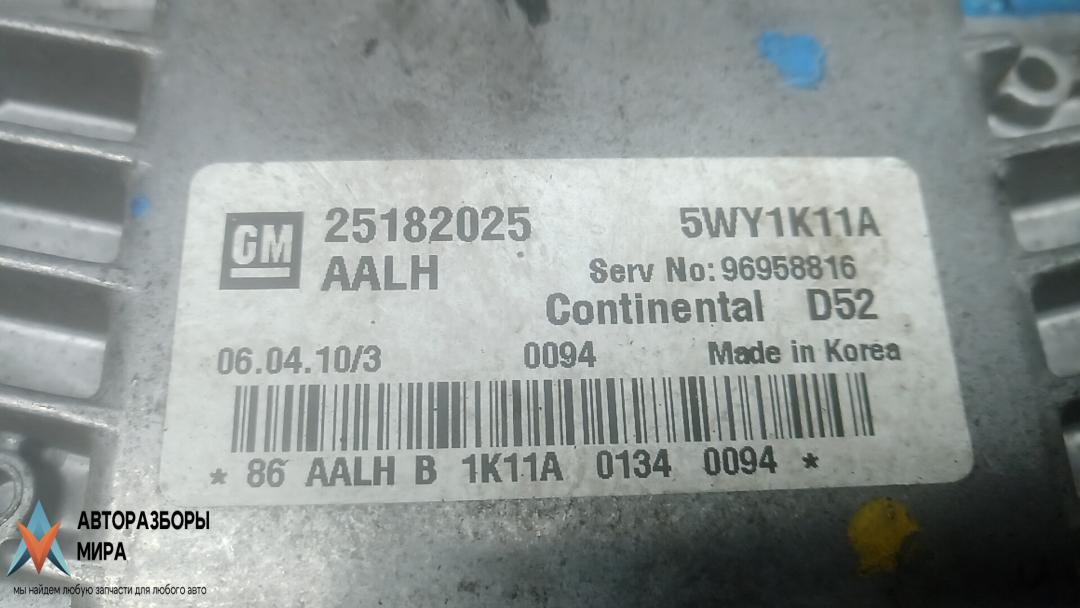 GM 25182025 5WY1K11A
AALH Serv No: 96958816
Continental D52
06.04.10/3 0094 Made in Korea
* 86 AALH B 1K11A 0134 0094 *
АВТОРАЗБОРЫ
МИРА
мы найдем любую запчасти для любого авто